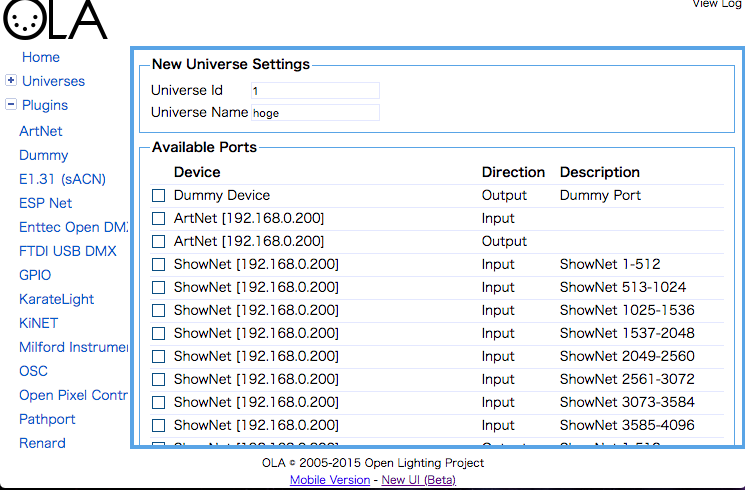 OLA
View Log
Home
Universes
Plugins
ArtNet
Dummy
E1.31 (sACN)
ESP Net
Enttec Open DM
FTDI USB DMX
GPIO
KarateLight
KiNET
Milford Instrumen
OSC
Open Pixel Contr
Pathport
Renard
New Universe Settings
Universe Id 1
Universe Name hoge
Available Ports
Device Direction Description
Dummy Device Output Dummy Port
ArtNet [192.168.0.200] Input
ArtNet [192.168.0.200] Output
ShowNet [192.168.0.200] Input ShowNet 1-512
ShowNet [192.168.0.200] Input ShowNet 513-1024
ShowNet [192.168.0.200] Input ShowNet 1025-1536
ShowNet [192.168.0.200] Input ShowNet 1537-2048
ShowNet [192.168.0.200] Input ShowNet 2049-2560
ShowNet [192.168.0.200] Input ShowNet 2561-3072
ShowNet [192.168.0.200] Input ShowNet 3073-3584
ShowNet [192.168.0.200] Input ShowNet 3585-4096
OLA © 2005-2015 Open Lighting Project
Mobile Version - New UI (Beta)